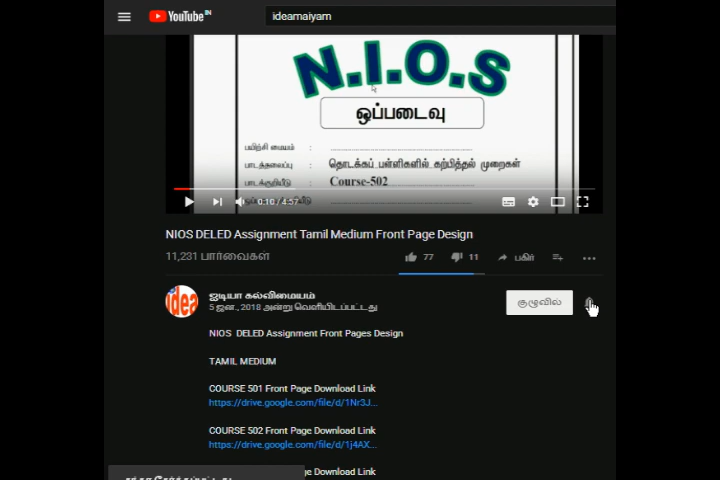 YouTube IN
ideamaiyam
N.I.O.S
ஒப்படைவு
பயிற்சி மையம் :
பாடத்தலைப்பு : தொடக்கப் பள்ளிகளில் கற்பித்தல் முறைகள்
பாடக்குறியீடு : Course-502
0:10 / 4:57
NIOS DELED Assignment Tamil Medium Front Page Design
11,231 பார்வைகள்
77 11 பகிர்
idea
ஐடியா கல்விமையம்
5 ஜன., 2018 அன்று வெளியிடப்பட்டது
குழுவில்
NIOS DELED Assignment Front Pages Design
TAMIL MEDIUM
COURSE 501 Front Page Download Link
https://drive.google.com/file/d/1Nr3J...
COURSE 502 Front Page Download Link
https://drive.google.com/file/d/1j4AX...
ge Download Link